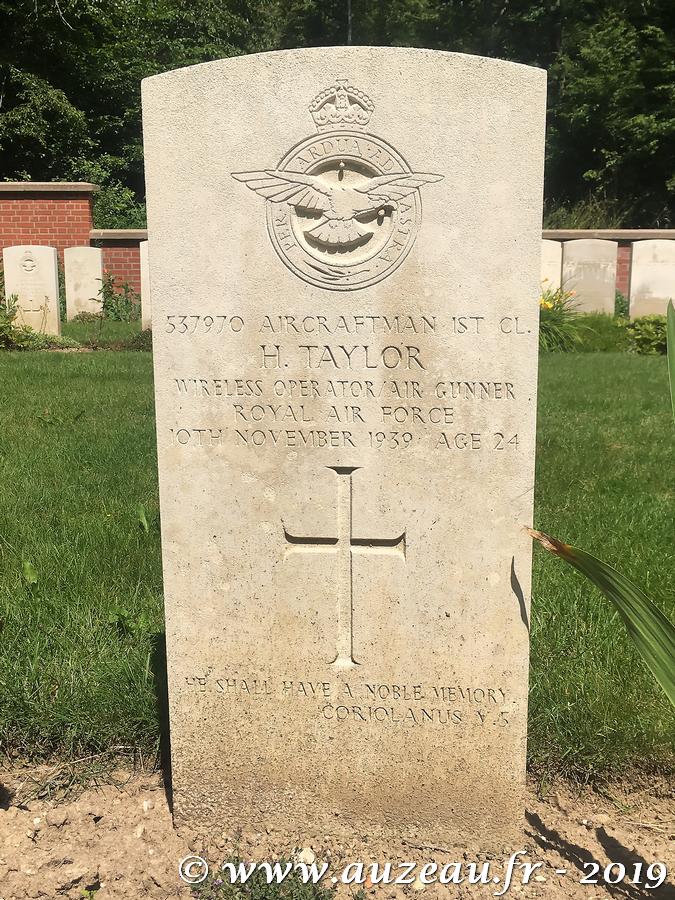 PER ARDUA AD ASTRA
537970 AIRCRAFTMAN 1ST CL.
H. TAYLOR
WIRELESS OPERATOR/AIR GUNNER
ROYAL AIR FORCE
10TH NOVEMBER 1939 AGE 24
HE SHALL HAVE A NOBLE MEMORY
CORIOLANUS V.5
© www.auzeau.fr - 2019